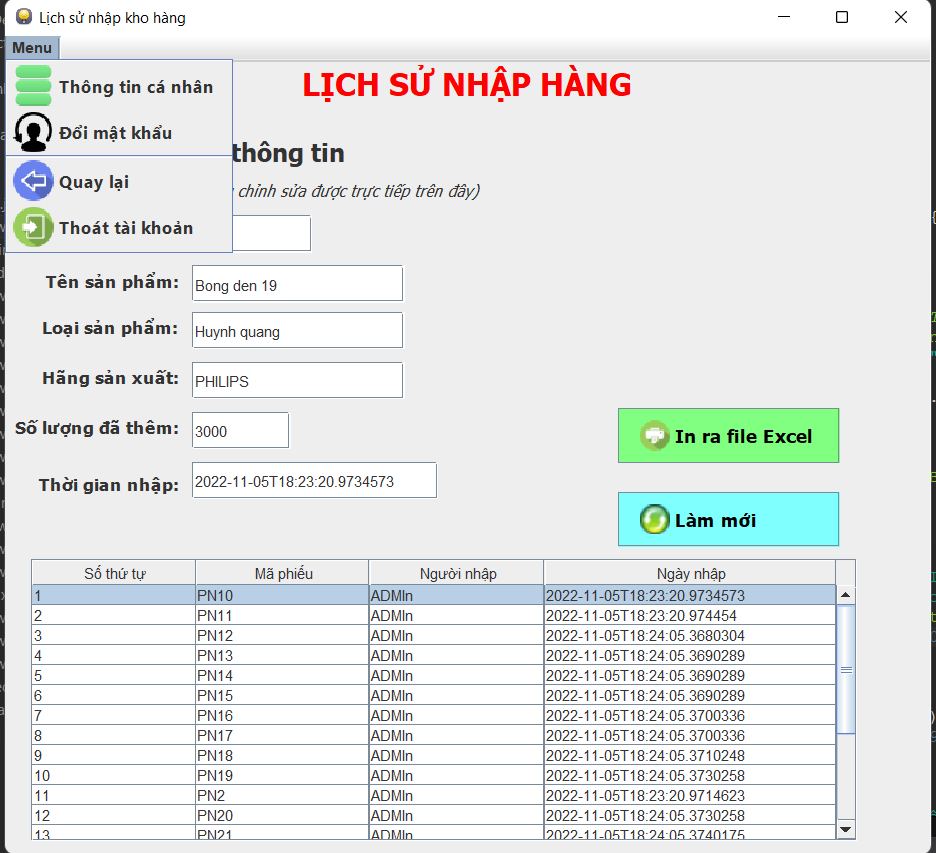 Lịch sử nhập kho hàng
Menu
LỊCH SỬ NHẬP HÀNG
Thông tin cá nhân
Đổi mật khẩu
thông tin
Quay lại
chỉnh sửa được trực tiếp trên đây)
Thoát tài khoản
Tên sản phẩm: Bong den 19
Loại sản phẩm: Huynh quang
Hãng sản xuất: PHILIPS
Số lượng đã thêm: 3000
In ra file Excel
Thời gian nhập: 2022-11-05T18:23:20.9734573
Làm mới
Số thứ tự Mã phiếu Người nhập Ngày nhập
1 PN10 ADMIn 2022-11-05T18:23:20.9734573
2 PN11 ADMIn 2022-11-05T18:23:20.974454
3 PN12 ADMIn 2022-11-05T18:24:05.3680304
4 PN13 ADMIn 2022-11-05T18:24:05.3690289
5 PN14 ADMIn 2022-11-05T18:24:05.3690289
6 PN15 ADMIn 2022-11-05T18:24:05.3690289
7 PN16 ADMIn 2022-11-05T18:24:05.3700336
8 PN17 ADMIn 2022-11-05T18:24:05.3700336
9 PN18 ADMIn 2022-11-05T18:24:05.3710248
10 PN19 ADMIn 2022-11-05T18:24:05.3730258
11 PN2 ADMIn 2022-11-05T18:23:20.9714623
12 PN20 ADMIn 2022-11-05T18:24:05.3730258
13 PN21 ADMIn 2022-11-05T18:24:05.3740175